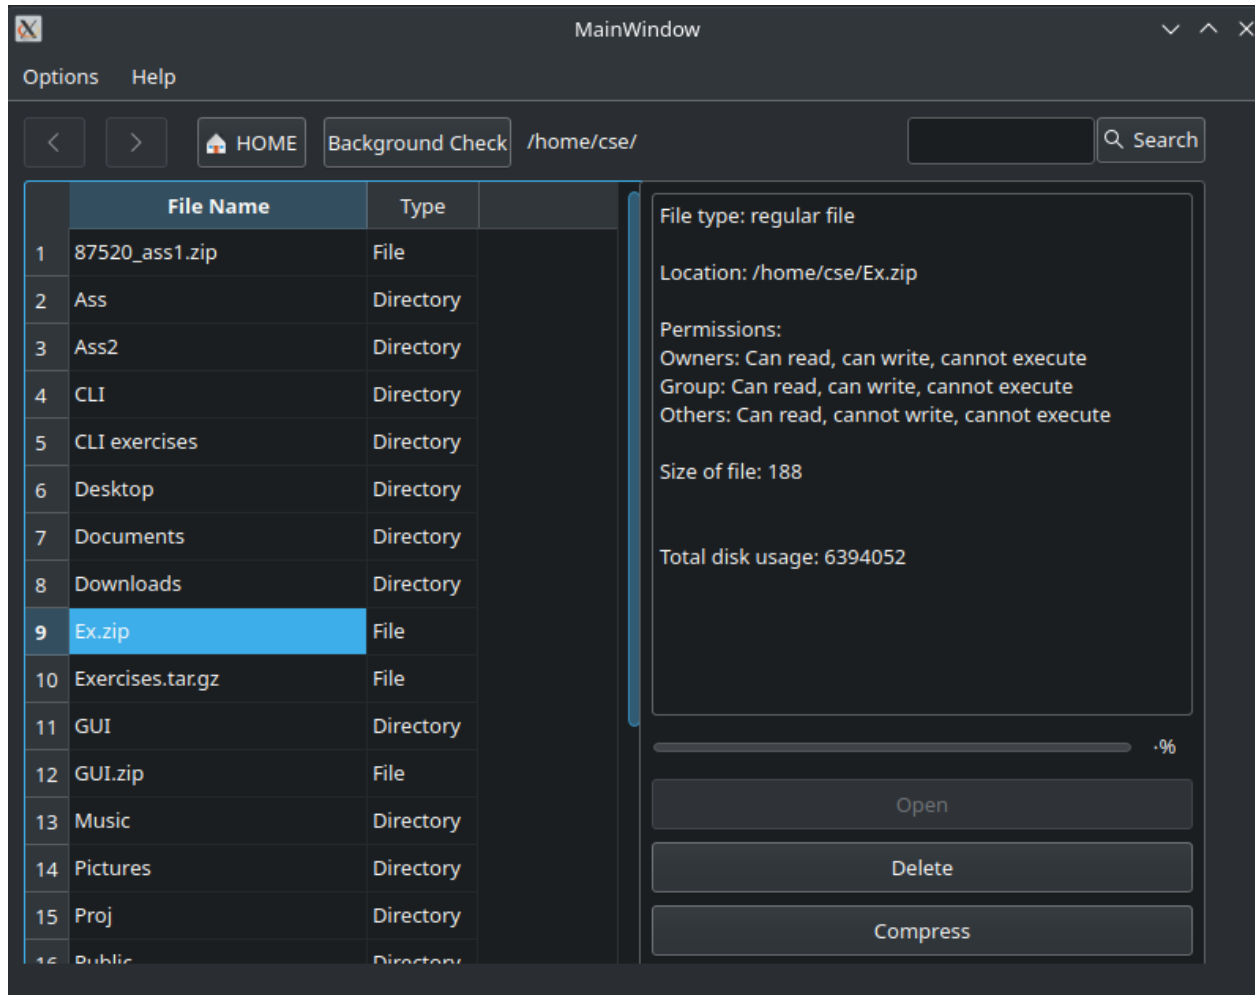 MainWindow
Options Help
HOME Background Check /home/cse/ Search
File Name Type
1 87520_ass1.zip File
2 Ass Directory
3 Ass2 Directory
4 CLI Directory
5 CLI exercises Directory
6 Desktop Directory
7 Documents Directory
8 Downloads Directory
9 Ex.zip File
10 Exercises.tar.gz File
11 GUI Directory
12 GUI.zip File
13 Music Directory
14 Pictures Directory
15 Proj Directory
16 Public Directory
File type: regular file
Location: /home/cse/Ex.zip
Permissions:
Owners: Can read, can write, cannot execute
Group: Can read, can write, cannot execute
Others: Can read, cannot write, cannot execute
Size of file: 188
Total disk usage: 6394052
·%
Open
Delete
Compress